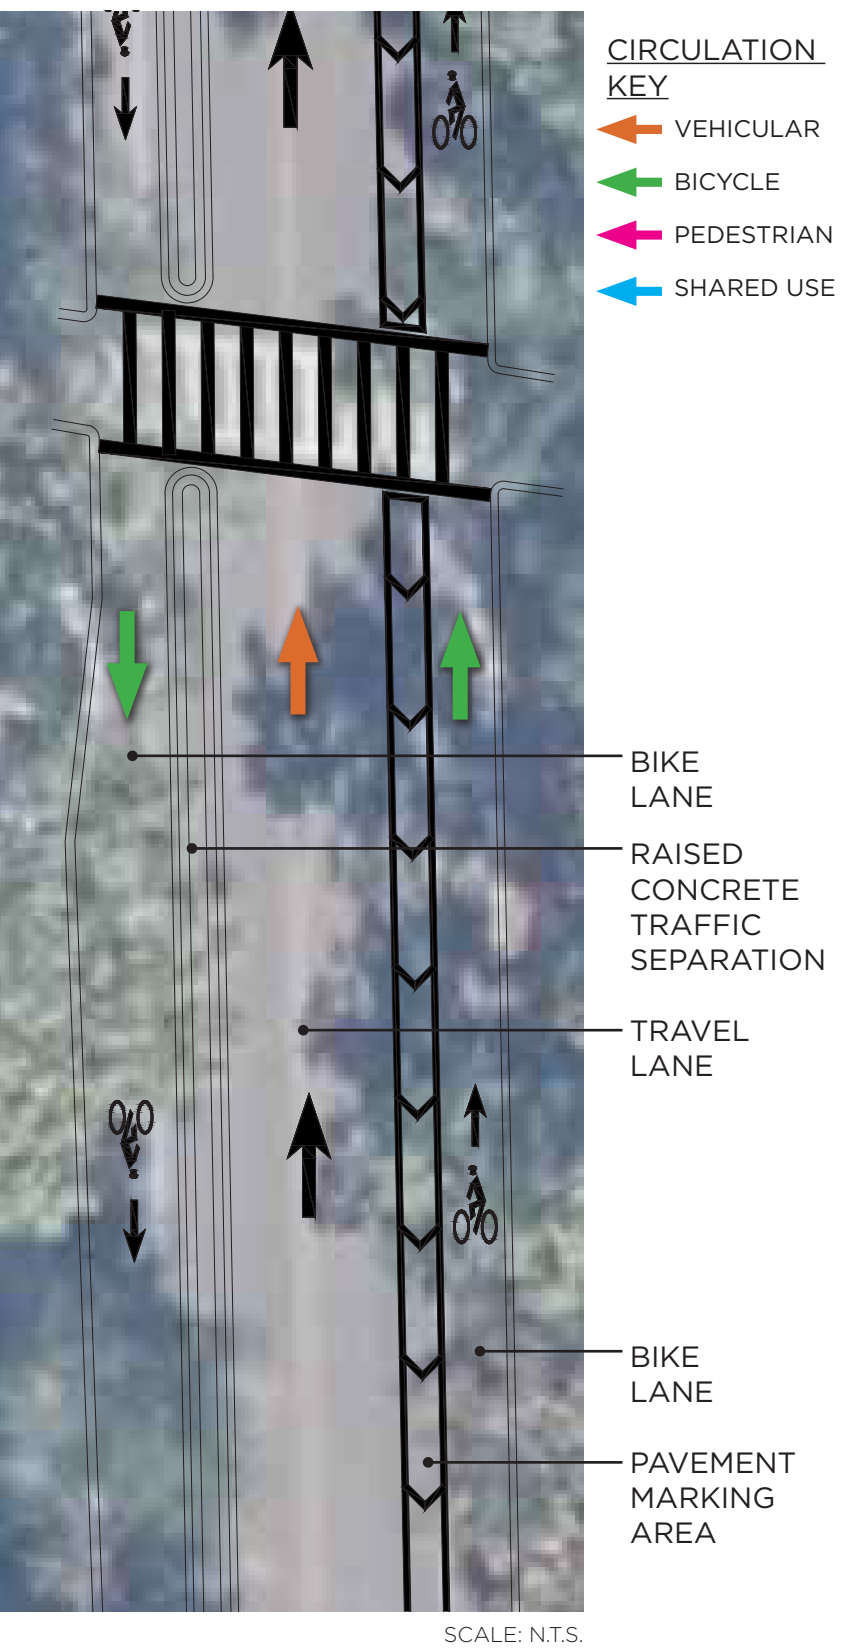 CIRCULATION
KEY
VEHICULAR
BICYCLE
PEDESTRIAN
SHARED USE
BIKE
LANE
RAISED
CONCRETE
TRAFFIC
SEPARATION
TRAVEL
LANE
BIKE
LANE
PAVEMENT
MARKING
AREA
SCALE: N.T.S.